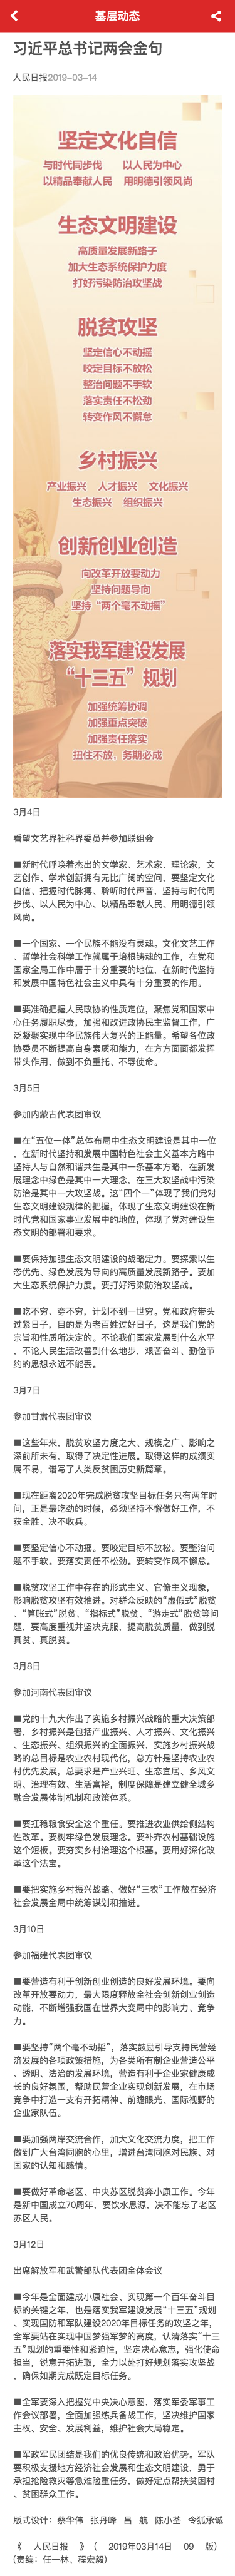 基层动态
习近平总书记两会金句
人民日报2019-03-14
坚定文化自信
与时代同步伐 以人民为中心
以精品奉献人民 用明德引领风尚
生态文明建设
高质量发展新路子
加大生态系统保护力度
打好污染防治攻坚战
脱贫攻坚
坚定信心不动摇
咬定目标不放松
整治问题不手软
落实责任不松劲
转变作风不懈怠
乡村振兴
产业振兴 人才振兴 文化振兴
生态振兴 组织振兴
创新创业创造
向改革开放要动力
坚持问题导向
坚持“两个毫不动摇”
落实我军建设发展
“十三五”规划
加强统筹协调
加强重点突破
加强责任落实
扭住不放、务期必成
3月4日
看望文艺界社科界委员并参加联组会
■新时代呼唤着杰出的文学家、艺术家、理论家，文
艺创作、学术创新拥有无比广阔的空间，要坚定文化
自信、把握时代脉搏、聆听时代声音，坚持与时代同
步伐、以人民为中心、以精品奉献人民、用明德引领
风尚。
■一个国家、一个民族不能没有灵魂。文化文艺工作
、哲学社会科学工作就属于培根铸魂的工作，在党和
国家全局工作中居于十分重要的地位，在新时代坚持
和发展中国特色社会主义中具有十分重要的作用。
■要准确把握人民政协的性质定位，聚焦党和国家中
心任务履职尽责，加强和改进政协民主监督工作，广
泛凝聚实现中华民族伟大复兴的正能量。希望各位政
协委员不断提高自身素质和能力，在方方面面都发挥
带头作用，做到不负重托、不辱使命。
3月5日
参加内蒙古代表团审议
■在“五位一体”总体布局中生态文明建设是其中一位
，在新时代坚持和发展中国特色社会主义基本方略中
坚持人与自然和谐共生是其中一条基本方略，在新发
展理念中绿色是其中一大理念，在三大攻坚战中污染
防治是其中一大攻坚战。这“四个一”体现了我们党对
生态文明建设规律的把握，体现了生态文明建设在新
时代党和国家事业发展中的地位，体现了党对建设生
态文明的部署和要求。
■要保持加强生态文明建设的战略定力。要探索以生
态优先、绿色发展为导向的高质量发展新路子。要加
大生态系统保护力度。要打好污染防治攻坚战。
■吃不穷、穿不穷，计划不到一世穷。党和政府带头
过紧日子，目的是为老百姓过好日子，这是我们党的
宗旨和性质所决定的。不论我们国家发展到什么水平
，不论人民生活改善到什么地步，艰苦奋斗、勤俭节
约的思想永远不能丢。
3月7日
参加甘肃代表团审议
■这些年来，脱贫攻坚力度之大、规模之广、影响之
深前所未有，取得了决定性进展。取得这样的成绩实
属不易，谱写了人类反贫困历史新篇章。
■现在距离2020年完成脱贫攻坚目标任务只有两年时
间，正是最吃劲的时候，必须坚持不懈做好工作，不
获全胜、决不收兵。
■要坚定信心不动摇。要咬定目标不放松。要整治问
题不手软。要落实责任不松劲。要转变作风不懈怠。
■脱贫攻坚工作中存在的形式主义、官僚主义现象，
影响脱贫攻坚有效推进。对群众反映的“虚假式”脱贫
、“算账式”脱贫、“指标式”脱贫、“游走式”脱贫等问
题，要高度重视并坚决克服，提高脱贫质量，做到脱
真贫、真脱贫。
3月8日
参加河南代表团审议
■党的十九大作出了实施乡村振兴战略的重大决策部
署，乡村振兴是包括产业振兴、人才振兴、文化振兴
、生态振兴、组织振兴的全面振兴，实施乡村振兴战
略的总目标是农业农村现代化，总方针是坚持农业农
村优先发展，总要求是产业兴旺、生态宜居、乡风文
明、治理有效、生活富裕，制度保障是建立健全城乡
融合发展体制机制和政策体系。
■要扛稳粮食安全这个重任。要推进农业供给侧结构
性改革。要树牢绿色发展理念。要补齐农村基础设施
这个短板。要夯实乡村治理这个根基。要用好深化改
革这个法宝。
■要把实施乡村振兴战略、做好“三农”工作放在经济
社会发展全局中统筹谋划和推进。
3月10日
参加福建代表团审议
■要营造有利于创新创业创造的良好发展环境。要向
改革开放要动力，最大限度释放全社会创新创业创造
动能，不断增强我国在世界大变局中的影响力、竞争
力。
■要坚持“两个毫不动摇”，落实鼓励引导支持民营经
济发展的各项政策措施，为各类所有制企业营造公平
、透明、法治的发展环境，营造有利于企业家健康成
长的良好氛围，帮助民营企业实现创新发展，在市场
竞争中打造一支有开拓精神、前瞻眼光、国际视野的
企业家队伍。
■要加强两岸交流合作，加大文化交流力度，把工作
做到广大台湾同胞的心里，增进台湾同胞对民族、对
国家的认知和感情。
■要做好革命老区、中央苏区脱贫奔小康工作。今年
是新中国成立70周年，要饮水思源，决不能忘了老区
苏区人民。
3月12日
出席解放军和武警部队代表团全体会议
■今年是全面建成小康社会、实现第一个百年奋斗目
标的关键之年，也是落实我军建设发展“十三五”规划
、实现国防和军队建设2020年目标任务的攻坚之年，
全军要站在实现中国梦强军梦的高度，认清落实“十三
五”规划的重要性和紧迫性，坚定决心意志，强化使命
担当，锐意开拓进取，全力以赴打好规划落实攻坚战
，确保如期完成既定目标任务。
■全军要深入把握党中央决心意图，落实军委军事工
作会议部署，全面加强练兵备战工作，坚决维护国家
主权、安全、发展利益，维护社会大局稳定。
■军政军民团结是我们的优良传统和政治优势。军队
要积极支援地方经济社会发展和生态文明建设，勇于
承担抢险救灾等急难险重任务，做好定点帮扶贫困村
、贫困群众工作。
版式设计：蔡华伟 张丹峰 吕 航 陈小荃 令狐承诚
《 人民日报 》（ 2019年03月14日 09 版）
(责编：任一林、程宏毅)